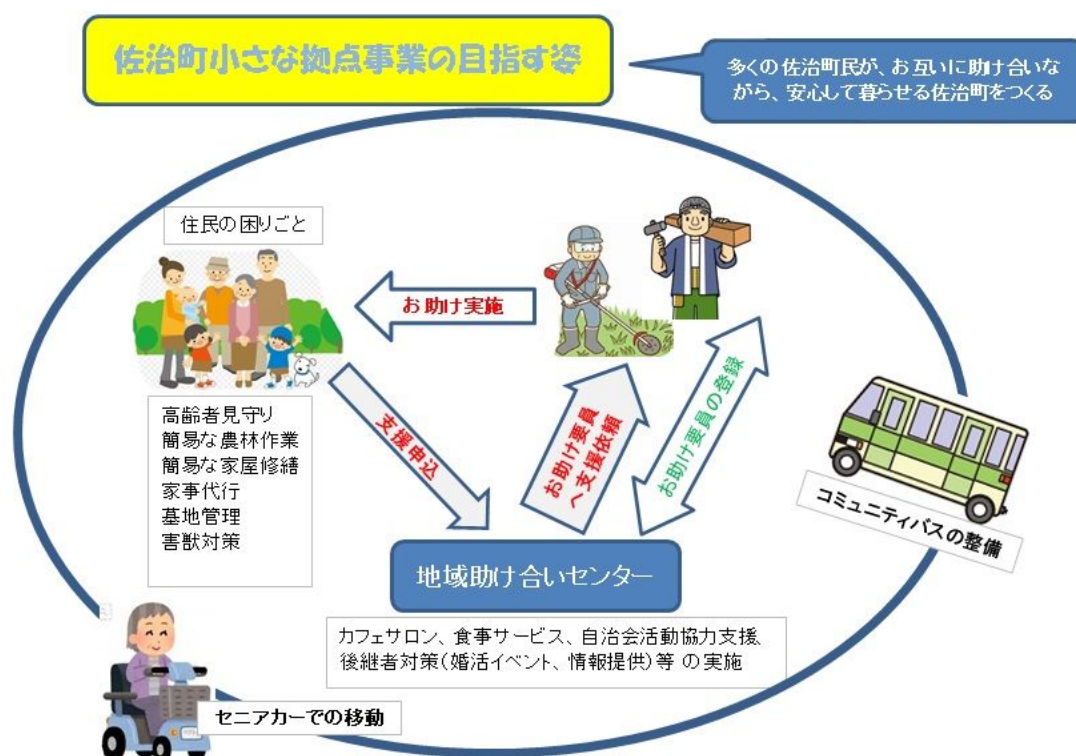 佐治町小さな拠点事業の目指す姿
多くの佐治町民が、お互いに助け合いな
がら、安心して暮らせる佐治町をつくる
住民の困りごと
お助け実施
高齢者見守り
簡易な農林作業
簡易な家屋修繕
家事代行
墓地管理
害獣対策
支援申込
お助け要員
へ支援依頼
お助け要員の登録
コミュニティバスの整備
地域助け合いセンター
カフェサロン、食事サービス、自治会活動協力支援、
後継者対策(婚活イベント、情報提供)等 の実施
セニアカーでの移動